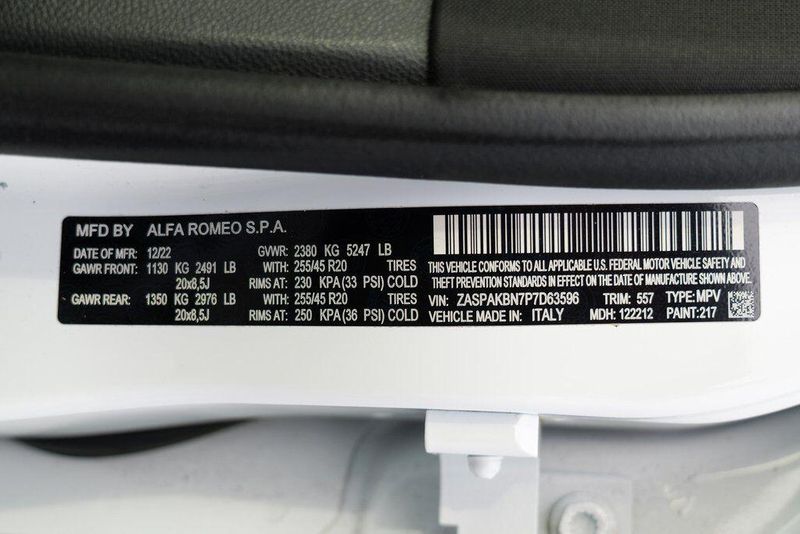 MFD BY ALFA ROMEO S.P.A.
DATE OF MFR: 12/22 GVWR: 2380 KG 5247 LB
GAWR FRONT: 1130 KG 2491 LB WITH: 255/45 R20 TIRES
20x8,5J RIMS AT: 230 KPA (33 PSI) COLD
GAWR REAR: 1350 KG 2976 LB WITH: 255/45 R20 TIRES
20x8,5J RIMS AT: 250 KPA (36 PSI) COLD
THIS VEHICLE CONFORMS TO ALL APPLICABLE U.S. FEDERAL MOTOR VEHICLE SAFETY AND
THEFT PREVENTION STANDARDS IN EFFECT ON THE DATE OF MANUFACTURE SHOWN ABOVE.
VIN: ZASPAKBN7P7D63596 TRIM: 557 TYPE: MPV
VEHICLE MADE IN: ITALY MDH: 122212 PAINT: 217